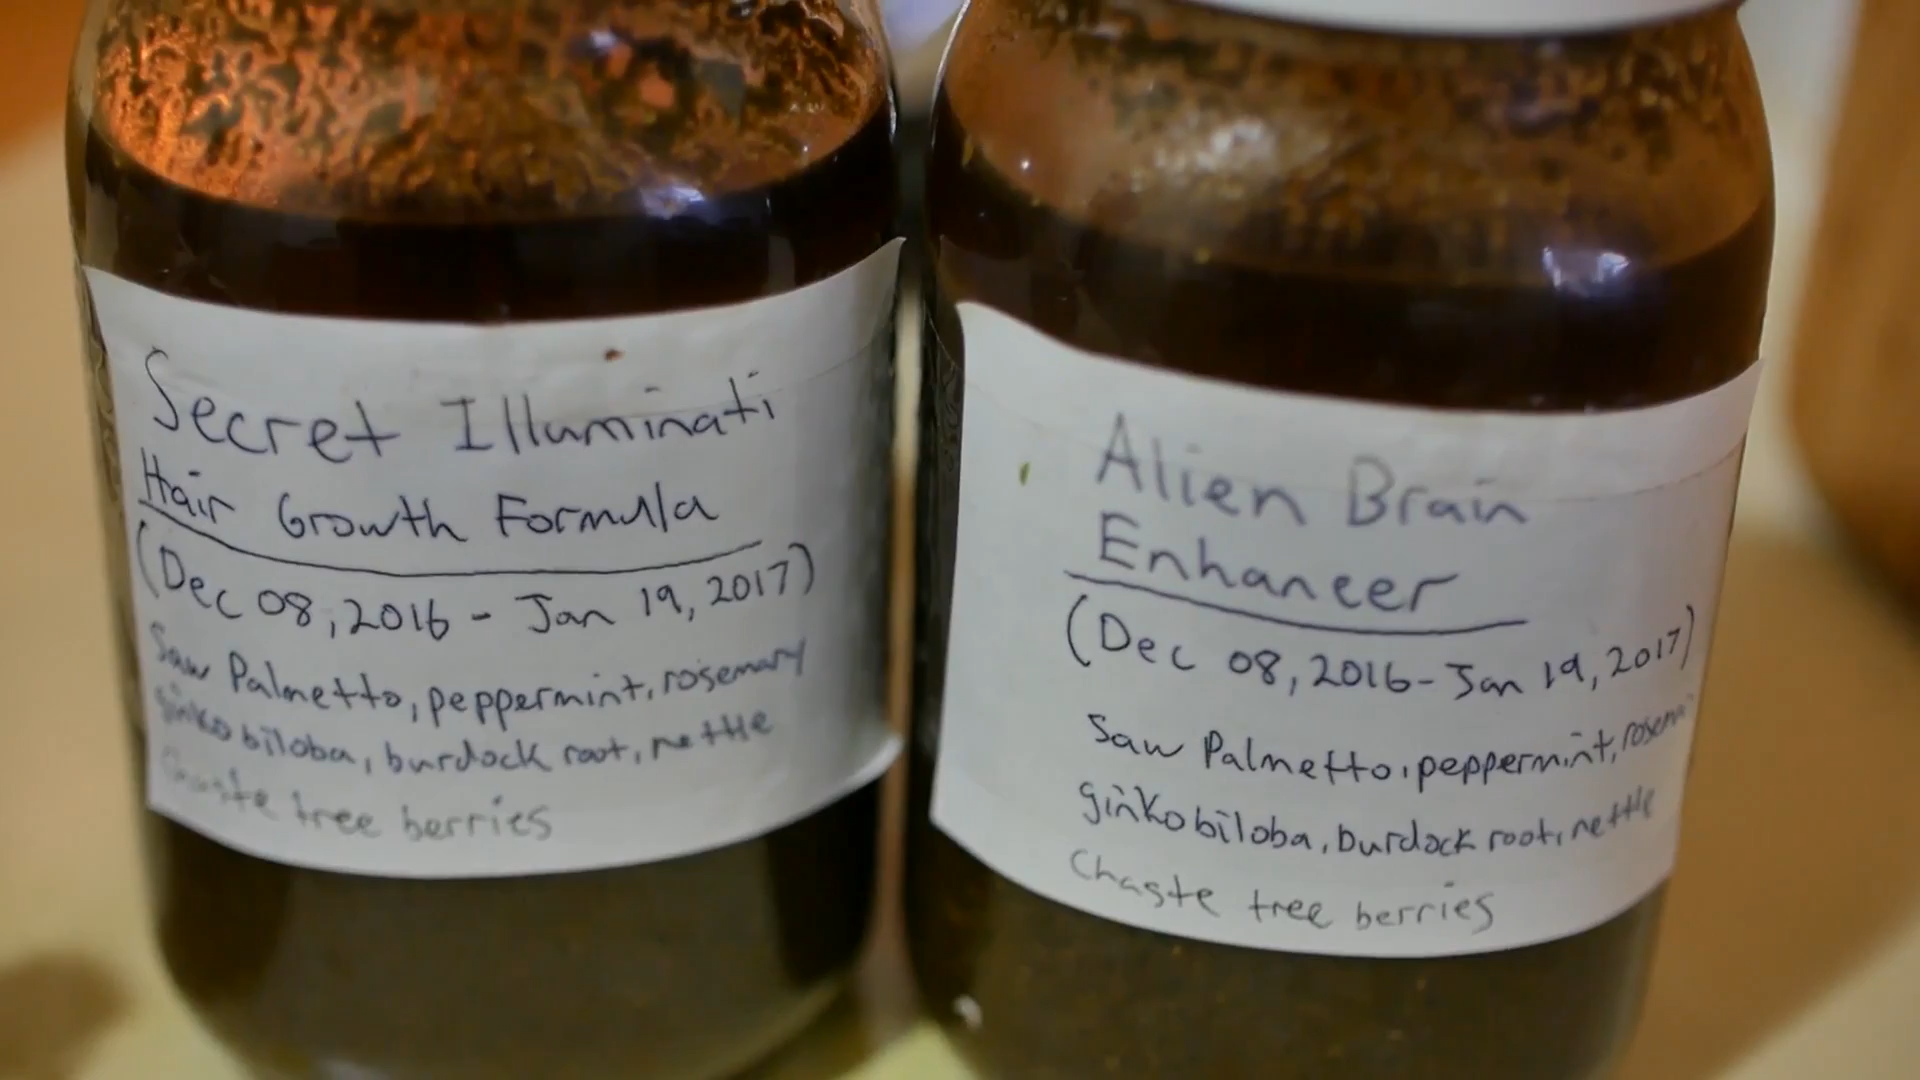 Secret Illuminati
Hair Growth Formulla
(Dec 08, 2016 - Jan 19, 2017)
Saw Palmetto, peppermint, rosemary
ginko biloba, burdock root, nettle
Chaste tree berries
Alien Brain
Enhancer
(Dec 08, 2016 - Jan 19, 2017)
Saw Palmetto, peppermint,
ginko biloba, burdock root, nettle
Chaste tree berries